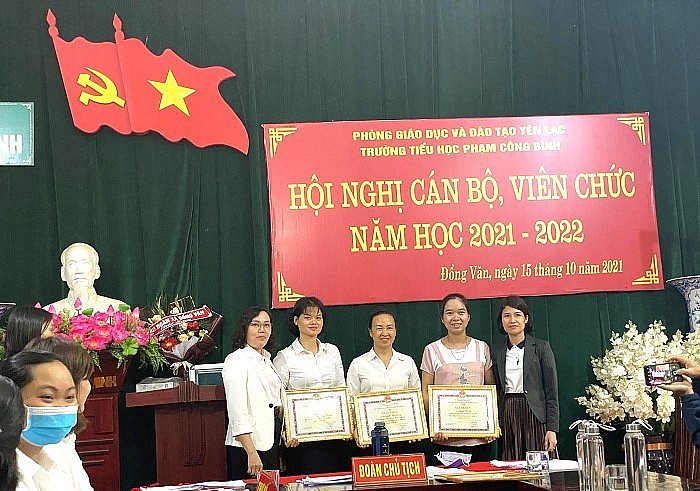 NH
PHÒNG GIÁO DỤC VÀ ĐÀO TẠO YÊN LẠC
TRƯỜNG TIỂU HỌC PHẠM CÔNG BÌNH
HỘI NGHỊ CÁN BỘ, VIÊN CHỨC
NĂM HỌC 2021 - 2022
Đồng Văn, ngày 15 tháng 10 năm 2021
ĐOÀN CHỦ TỊCH